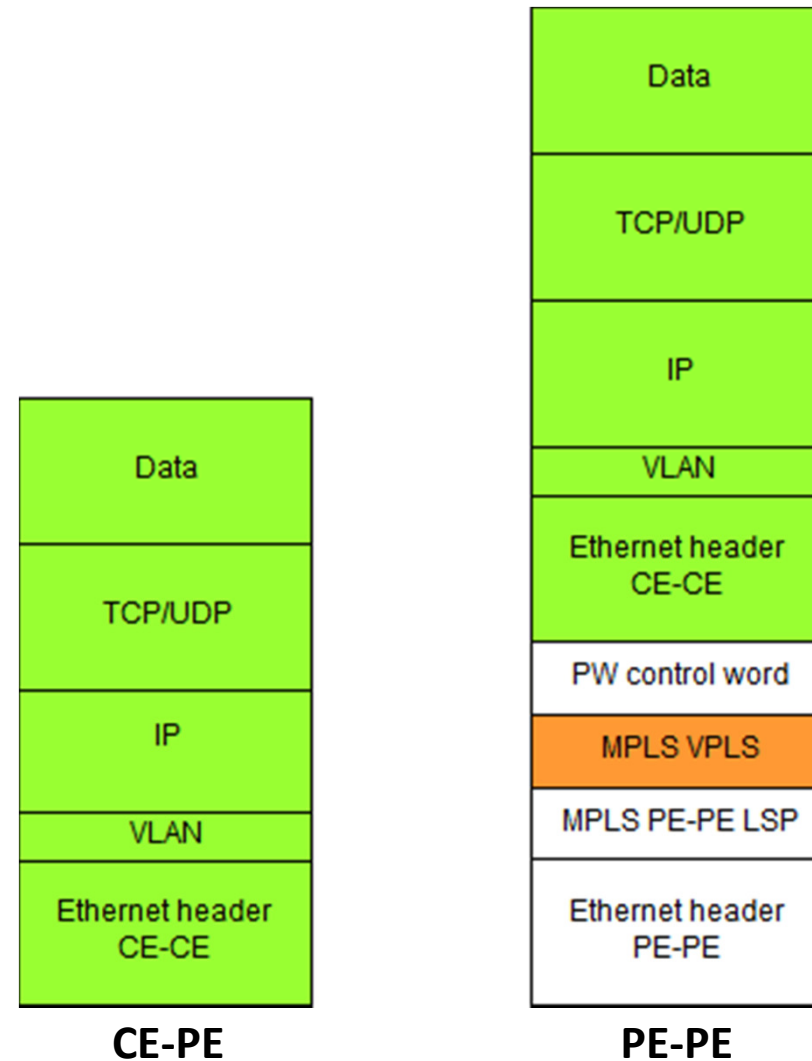 Data
TCP/UDP
IP
VLAN
Ethernet header
CE-CE
CE-PE
Data
TCP/UDP
IP
VLAN
Ethernet header
CE-CE
PW control word
MPLS VPLS
MPLS PE-PE LSP
Ethernet header
PE-PE
PE-PE